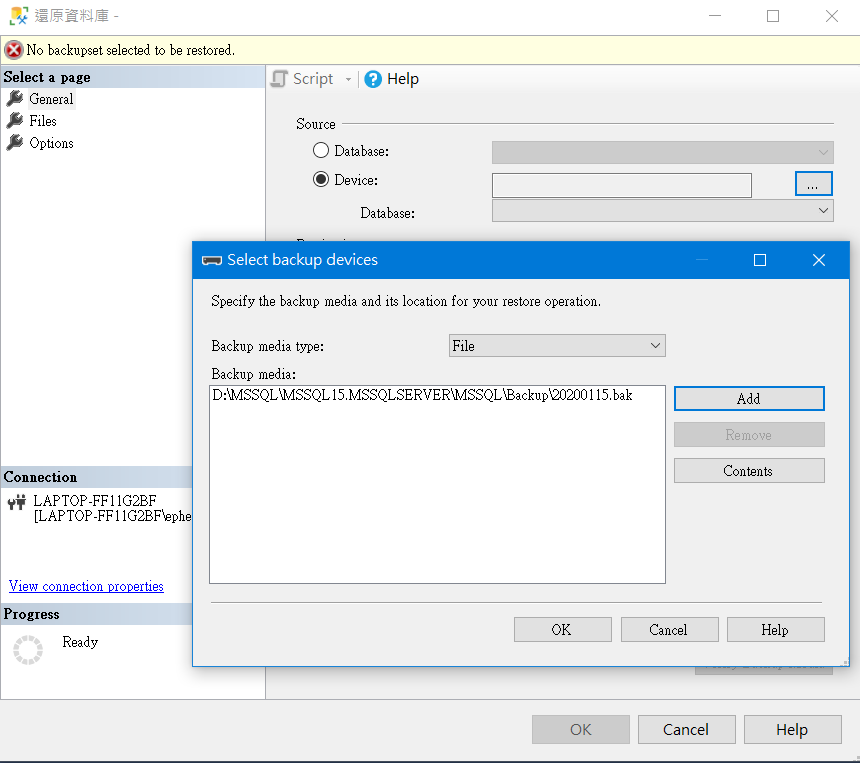 還原資料庫 -
No backupset selected to be restored.
Select a page
General
Files
Options
Script
Help
Source
Database:
Device:
...
Database:
Select backup devices
Specify the backup media and its location for your restore operation.
Backup media type:
File
Backup media:
D:\MSSQL\MSSQL15.MSSQLSERVER\MSSQL\Backup\20200115.bak
Add
Remove
Contents
OK
Cancel
Help
Connection
LAPTOP-FF11G2BF
[LAPTOP-FF11G2BF\ephe
View connection properties
Progress
Ready
OK
Cancel
Help